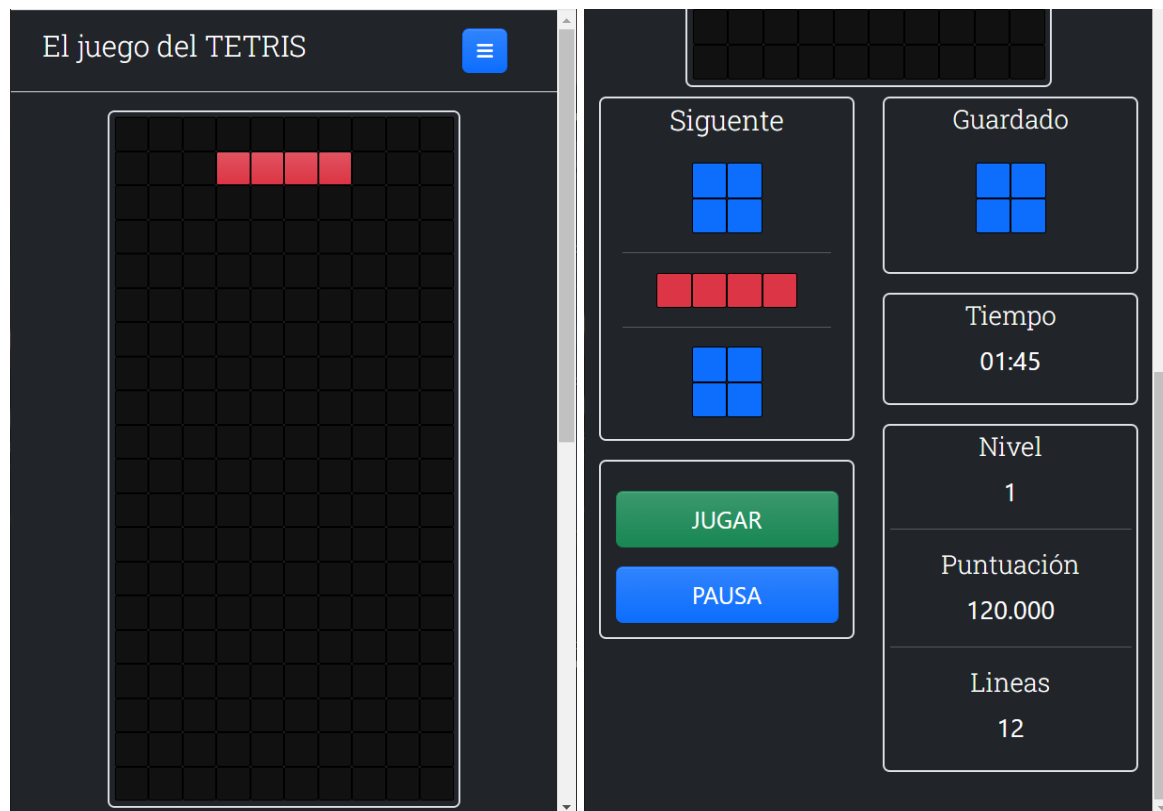 El juego del TETRIS
Siguente
Guardado
Tiempo
01:45
JUGAR
PAUSA
Nivel
1
Puntuación
120.000
Lineas
12